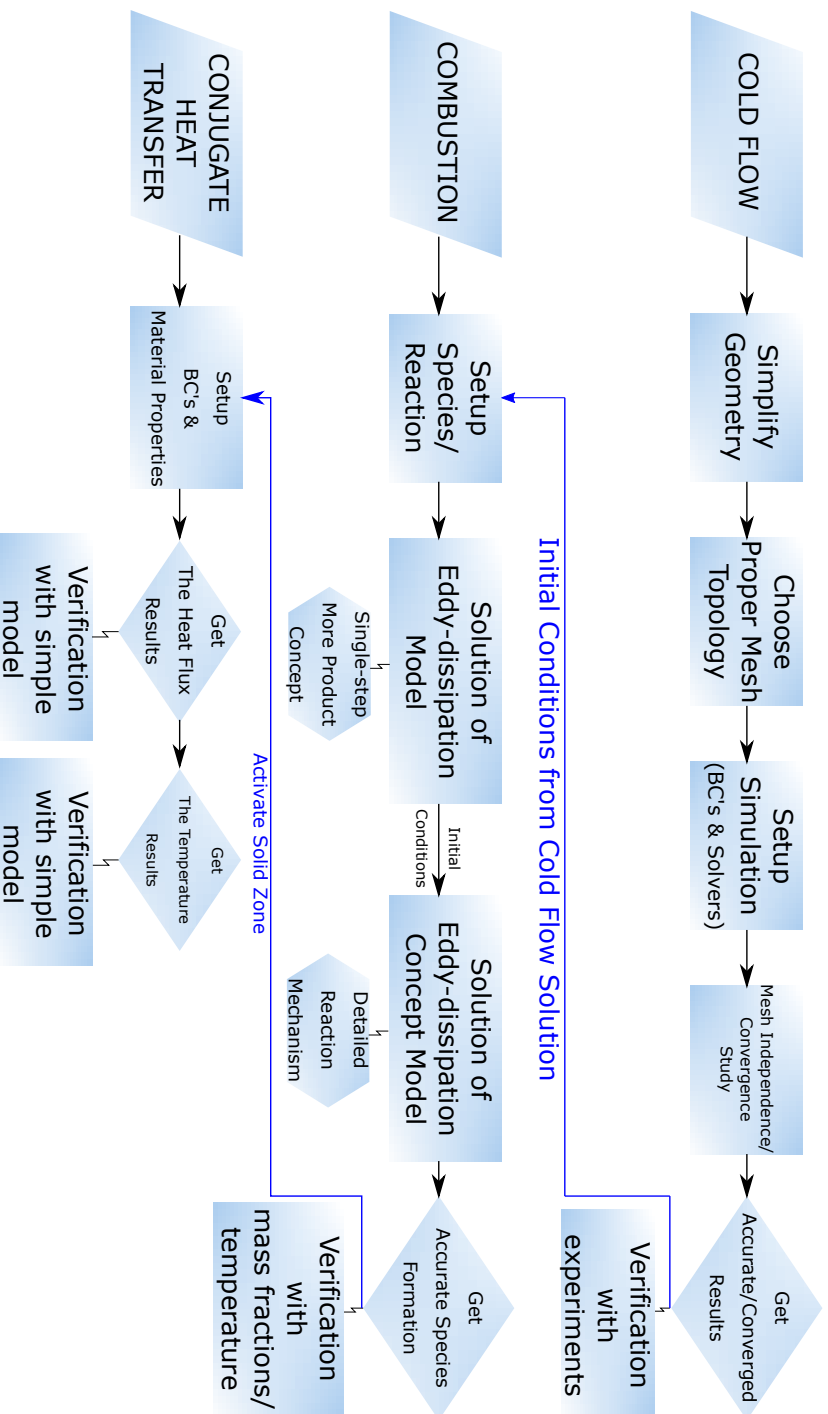 COLD FLOW
Simplify
Geometry
Choose
Proper Mesh
Topology
Setup
Simulation
(BC's & Solvers)
Mesh Independence/
Convergence
Study
Get
Accurate/Converged
Results
Verification
with
experiments
Initial Conditions from Cold Flow Solution
COMBUSTION
Setup
Species/
Reaction
Solution of
Eddy-dissipation
Model
Single-step
More Product
Concept
Initial
Conditions
Solution of
Eddy-dissipation
Concept Model
Detailed
Reaction
Mechanism
Get
Accurate Species
Formation
Verification
with
mass fractions/
temperature
Activate Solid Zone
CONJUGATE
HEAT
TRANSFER
Setup
BC's &
Material Properties
Get
The Heat Flux
Results
Verification
with simple
model
Get
The Temperature
Results
Verification
with simple
model